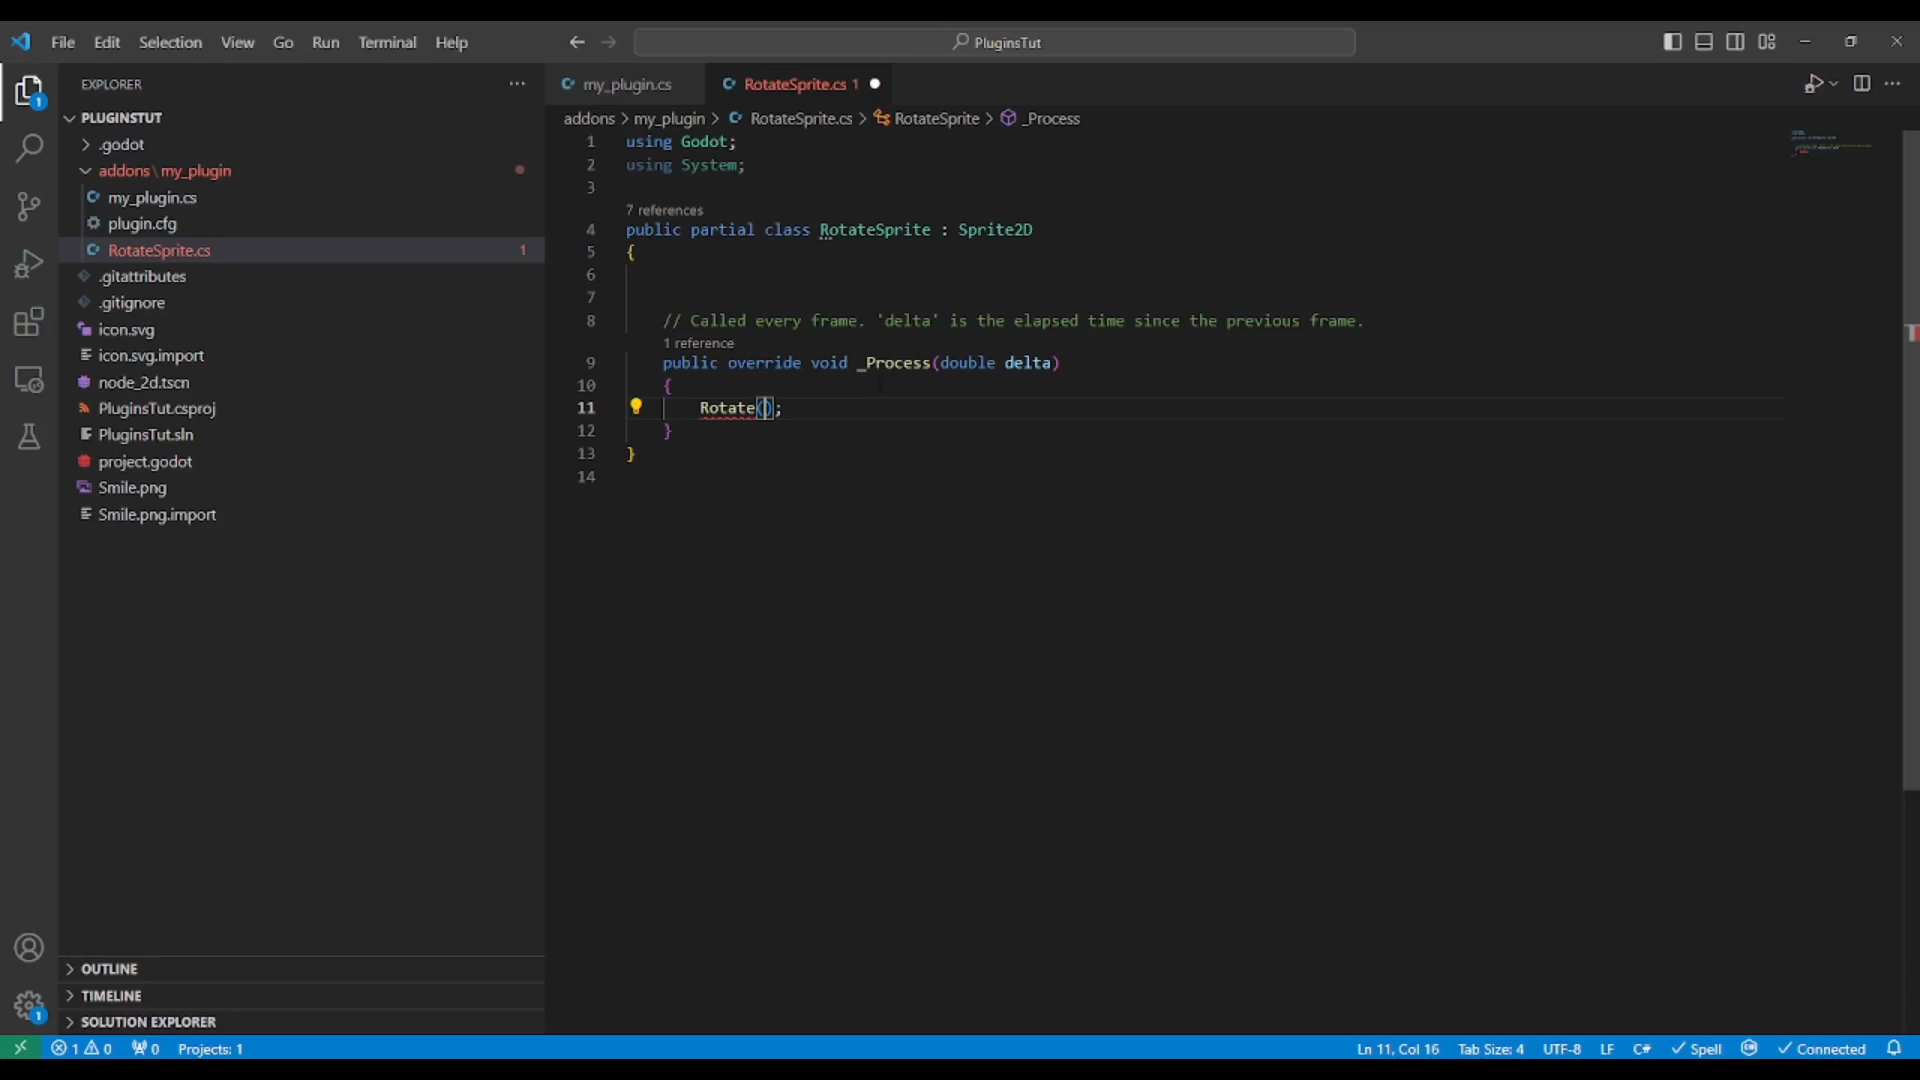 File Edit Selection View Go Run Terminal Help
PluginsTut
EXPLORER
PLUGINSTUT
.godot
addons\my_plugin
my_plugin.cs
plugin.cfg
RotateSprite.cs 1
.gitattributes
.gitignore
icon.svg
icon.svg.import
node_2d.tscn
PluginsTut.csproj
PluginsTut.sln
project.godot
Smile.png
Smile.png.import
OUTLINE
TIMELINE
SOLUTION EXPLORER
1
1
my_plugin.cs RotateSprite.cs 1
addons > my_plugin > RotateSprite.cs > RotateSprite > _Process
1 using Godot;
2 using System;
3
7 references
4 public partial class RotateSprite : Sprite2D
5 {
6
7
8 // Called every frame. 'delta' is the elapsed time since the previous frame.
1 reference
9 public override void _Process(double delta)
10 {
11 Rotate();
12 }
13 }
14
1 0 0 Projects: 1 Ln 11, Col 16 Tab Size: 4 UTF-8 LF C# Spell Connected